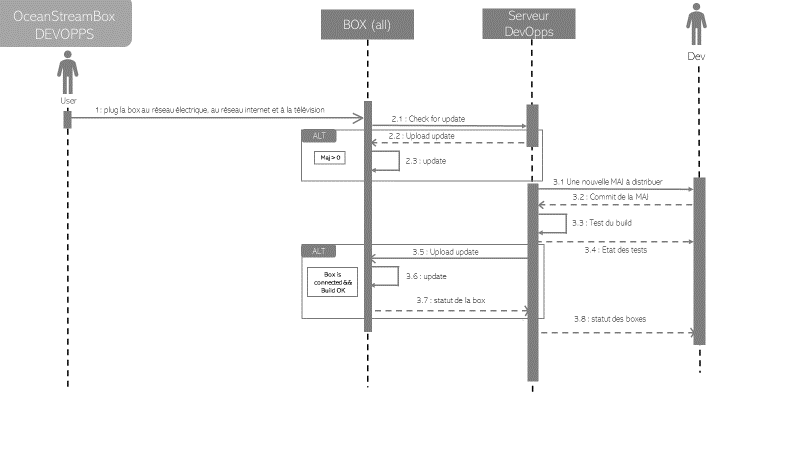 OceanStreamBox
DEVOPPS
BOX (all)
Serveur
DevOpps
Dev
User
1: plug la box au réseau électrique, au réseau internet et à la télévision
2.1 : Check for update
ALT
2.2 : Upload update
Maj > 0
2.3 : update
3.1 Une nouvelle MAJ à distribuer
3.2 : Commit de la MAJ
3.3 : Test du build
3.4 : Etat des tests
ALT
3.5 : Upload update
Box is
connected &&
Build OK
3.6 : update
3.7 : statut de la box
3.8 : statut des boxes